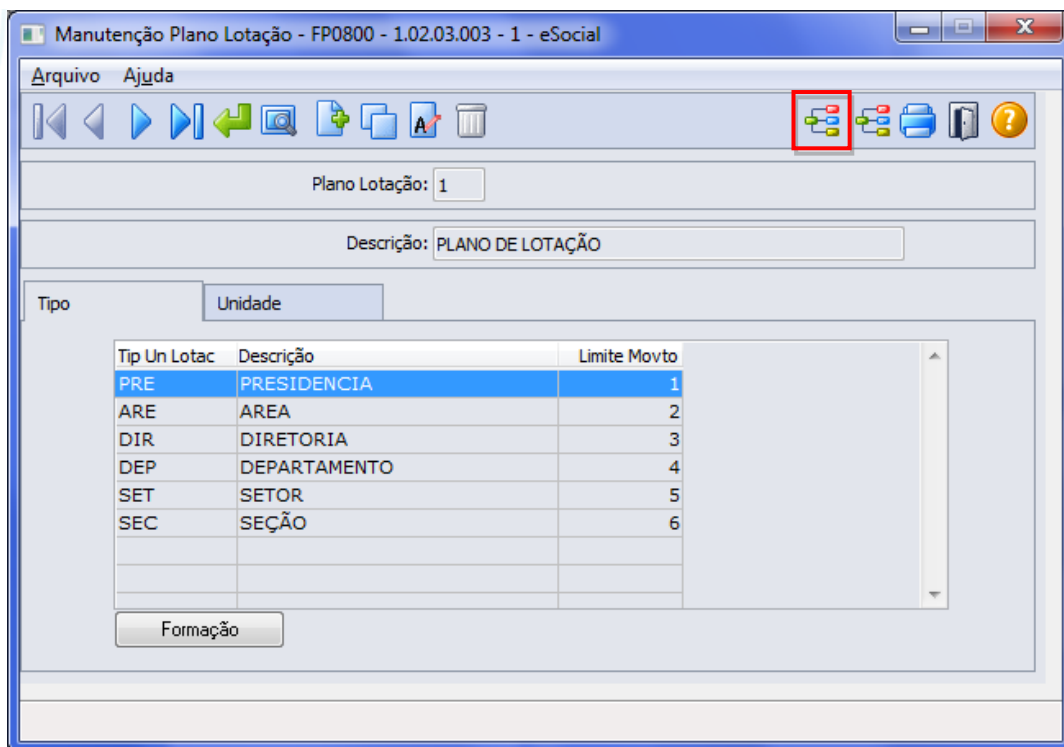 Manutenção Plano Lotação - FP0800 - 1.02.03.003 - 1 - eSocial
Arquivo Ajuda
Plano Lotação: 1
Descrição: PLANO DE LOTAÇÃO
Tipo Unidade
Tip Un Lotac Descrição Limite Movto
PRE PRESIDENCIA 1
ARE AREA 2
DIR DIRETORIA 3
DEP DEPARTAMENTO 4
SET SETOR 5
SEC SEÇÃO 6
Formação